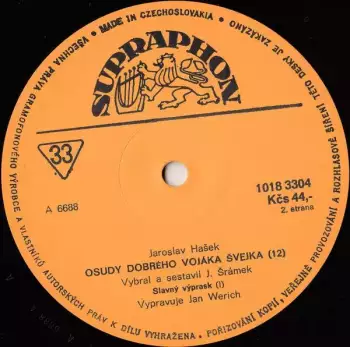 • MADE IN CZECHOSLOVAKIA •
VŠECHNA PRÁVA GRAMOFONOVÉHO VÝROBCE A VLASTNÍKŮ AUTORSKÝCH PRÁV K DÍLU VYHRAŽENA. POŘIZOVÁNÍ KOPIÍ, VEŘEJNÉ PROVOZOVÁNÍ A ROZHLASOVÉ ŠÍŘENÍ TÉTO DESKY JE ZAKÁZÁNO
SUPRAPHON
33
1018 3304
Kčs 44,-
A 6688
2. strana
Jaroslav Hašek
OSUDY DOBRÉHO VOJÁKA ŠVEJKA (12)
Vybral a sestavil J. Šrámek
Slavný výprask (I)
Vypravuje Jan Werich